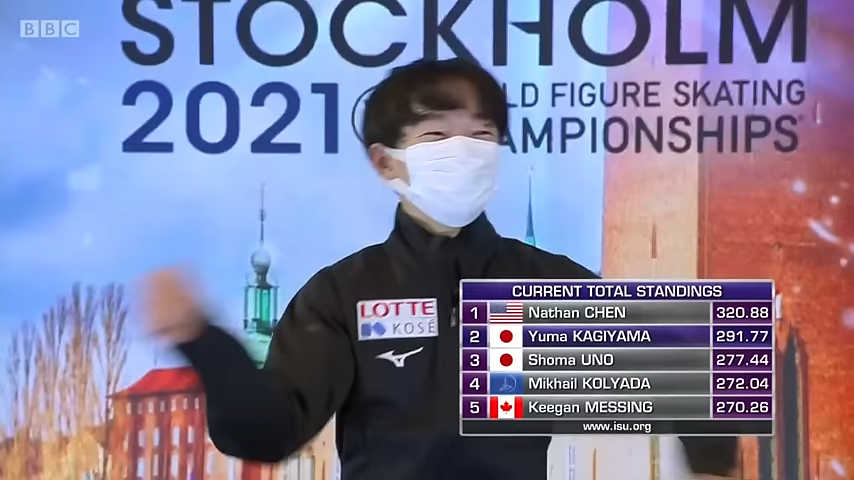 BBC
STOCKHOLM
2021
LD FIGURE SKATING
AMPIONSHIPS
LOTTE
KOSÉ
CURRENT TOTAL STANDINGS
1 Nathan CHEN 320.88
2 Yuma KAGIYAMA 291.77
3 Shoma UNO 277.44
4 Mikhail KOLYADA 272.04
5 Keegan MESSING 270.26
www.isu.org